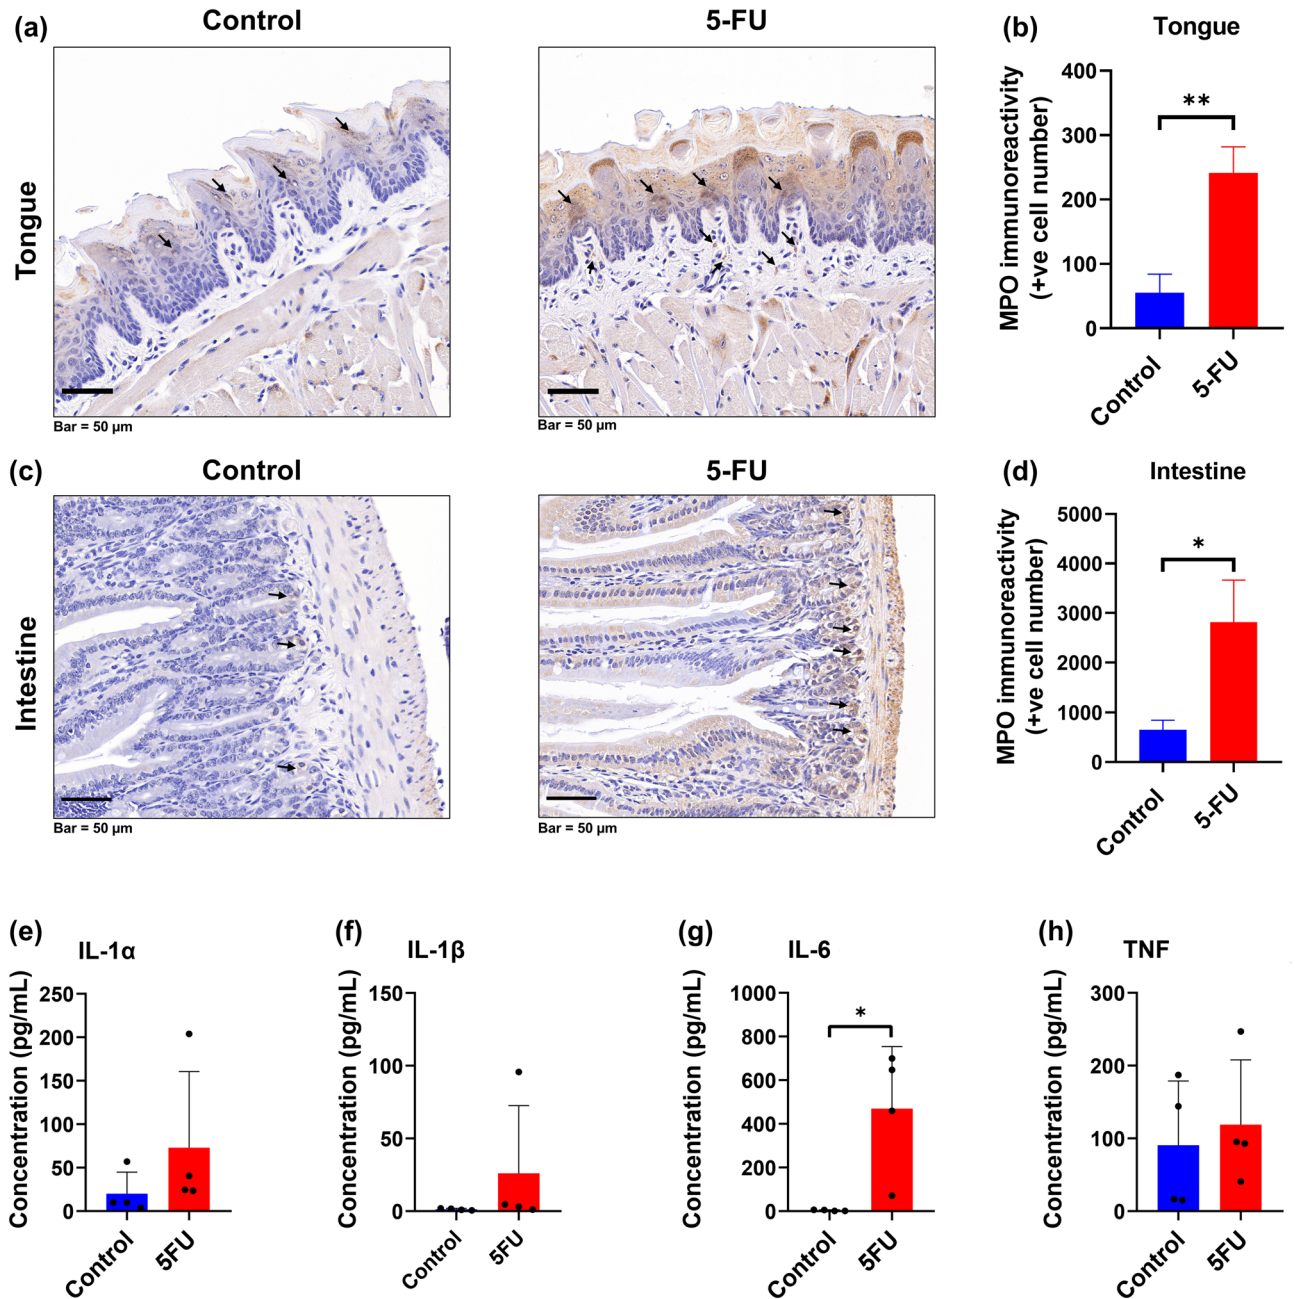 (a)
Control
5-FU
(b)
Tongue
Tongue
Bar = 50 µm
Bar = 50 µm
MPO immunoreactivity
(+ve cell number)
400
300
200
100
0
**
Control
5-FU
(c)
Control
5-FU
(d)
Intestine
Intestine
Bar = 50 µm
Bar = 50 µm
MPO immunoreactivity
(+ve cell number)
5000
4000
3000
2000
1000
0
*
Control
5-FU
(e)
IL-1α
Concentration (pg/mL)
250
200
150
100
50
0
Control
5FU
(f)
IL-1β
Concentration (pg/mL)
150
100
50
0
Control
5FU
(g)
IL-6
Concentration (pg/mL)
1000
800
600
400
200
0
*
Control
5FU
(h)
TNF
Concentration (pg/mL)
300
200
100
0
Control
5FU